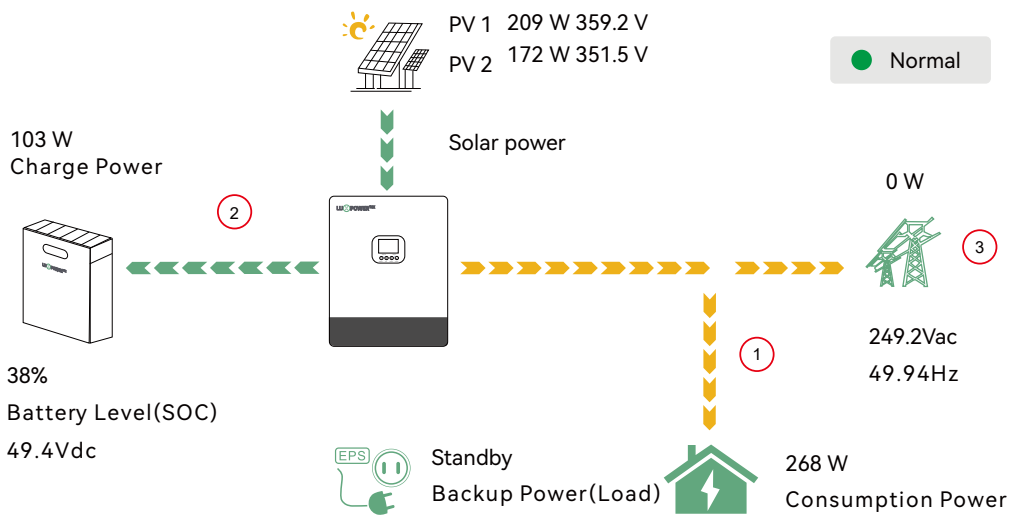 PV 1 209 W 359.2 V
PV 2 172 W 351.5 V
Normal
Solar power
103 W
Charge Power
0 W
2
LUXPOWERTEK
3
LUXPOWERTEK
1
249.2Vac
49.94Hz
38%
Battery Level(SOC)
49.4Vdc
EPS
Standby
Backup Power(Load)
268 W
Consumption Power